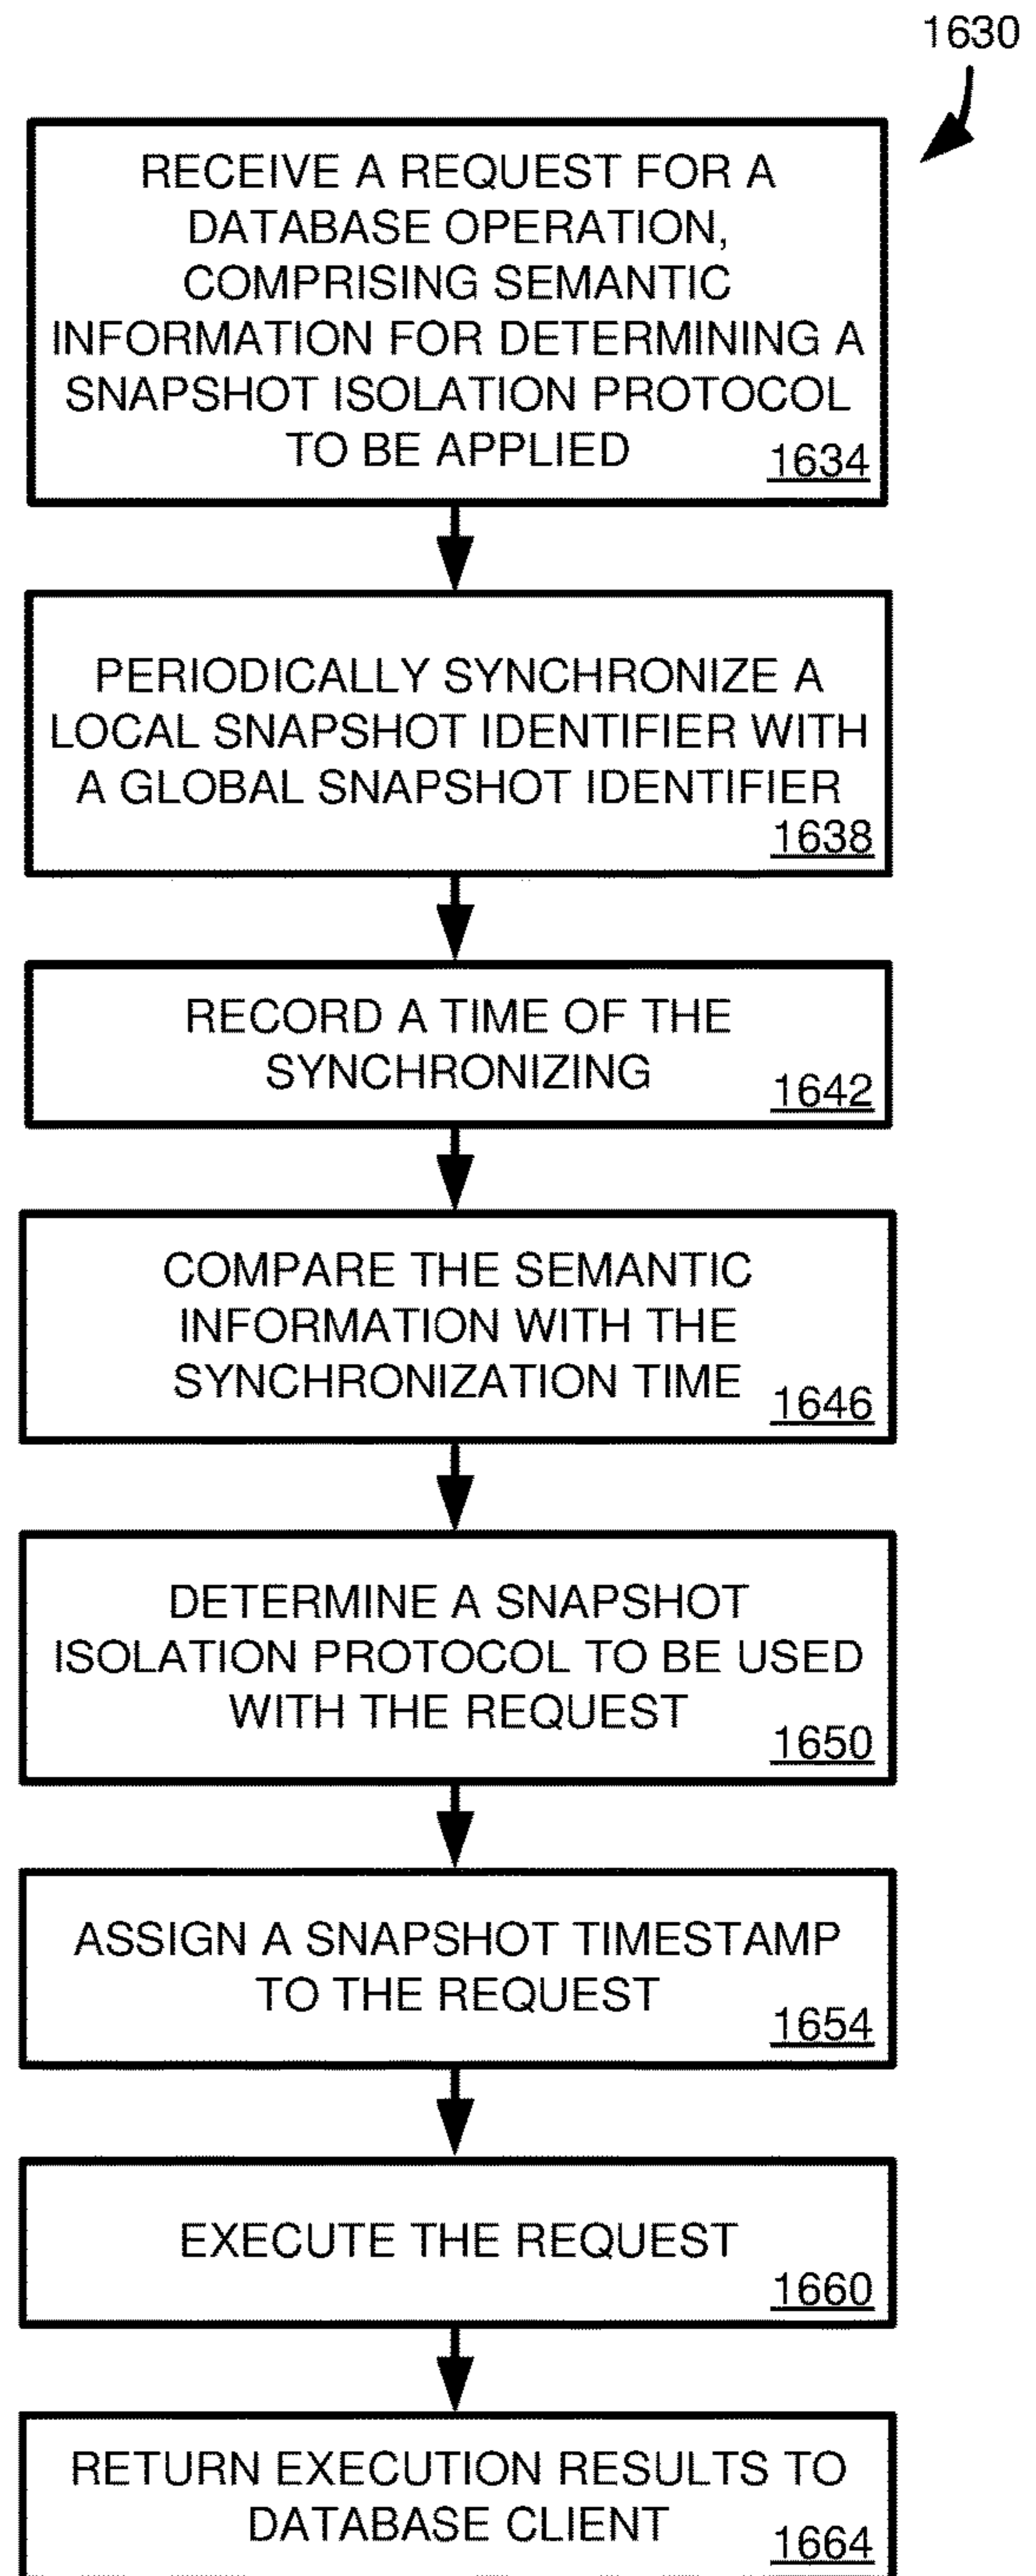 1630
RECEIVE A REQUEST FOR A
DATABASE OPERATION,
COMPRISING SEMANTIC
INFORMATION FOR DETERMINING A
SNAPSHOT ISOLATION PROTOCOL
TO BE APPLIED
1634
PERIODICALLY SYNCHRONIZE A
LOCAL SNAPSHOT IDENTIFIER WITH
A GLOBAL SNAPSHOT IDENTIFIER
1638
RECORD A TIME OF THE
SYNCHRONIZING
1642
COMPARE THE SEMANTIC
INFORMATION WITH THE
SYNCHRONIZATION TIME
1646
DETERMINE A SNAPSHOT
ISOLATION PROTOCOL TO BE USED
WITH THE REQUEST
1650
ASSIGN A SNAPSHOT TIMESTAMP
TO THE REQUEST
1654
EXECUTE THE REQUEST
1660
RETURN EXECUTION RESULTS TO
DATABASE CLIENT
1664